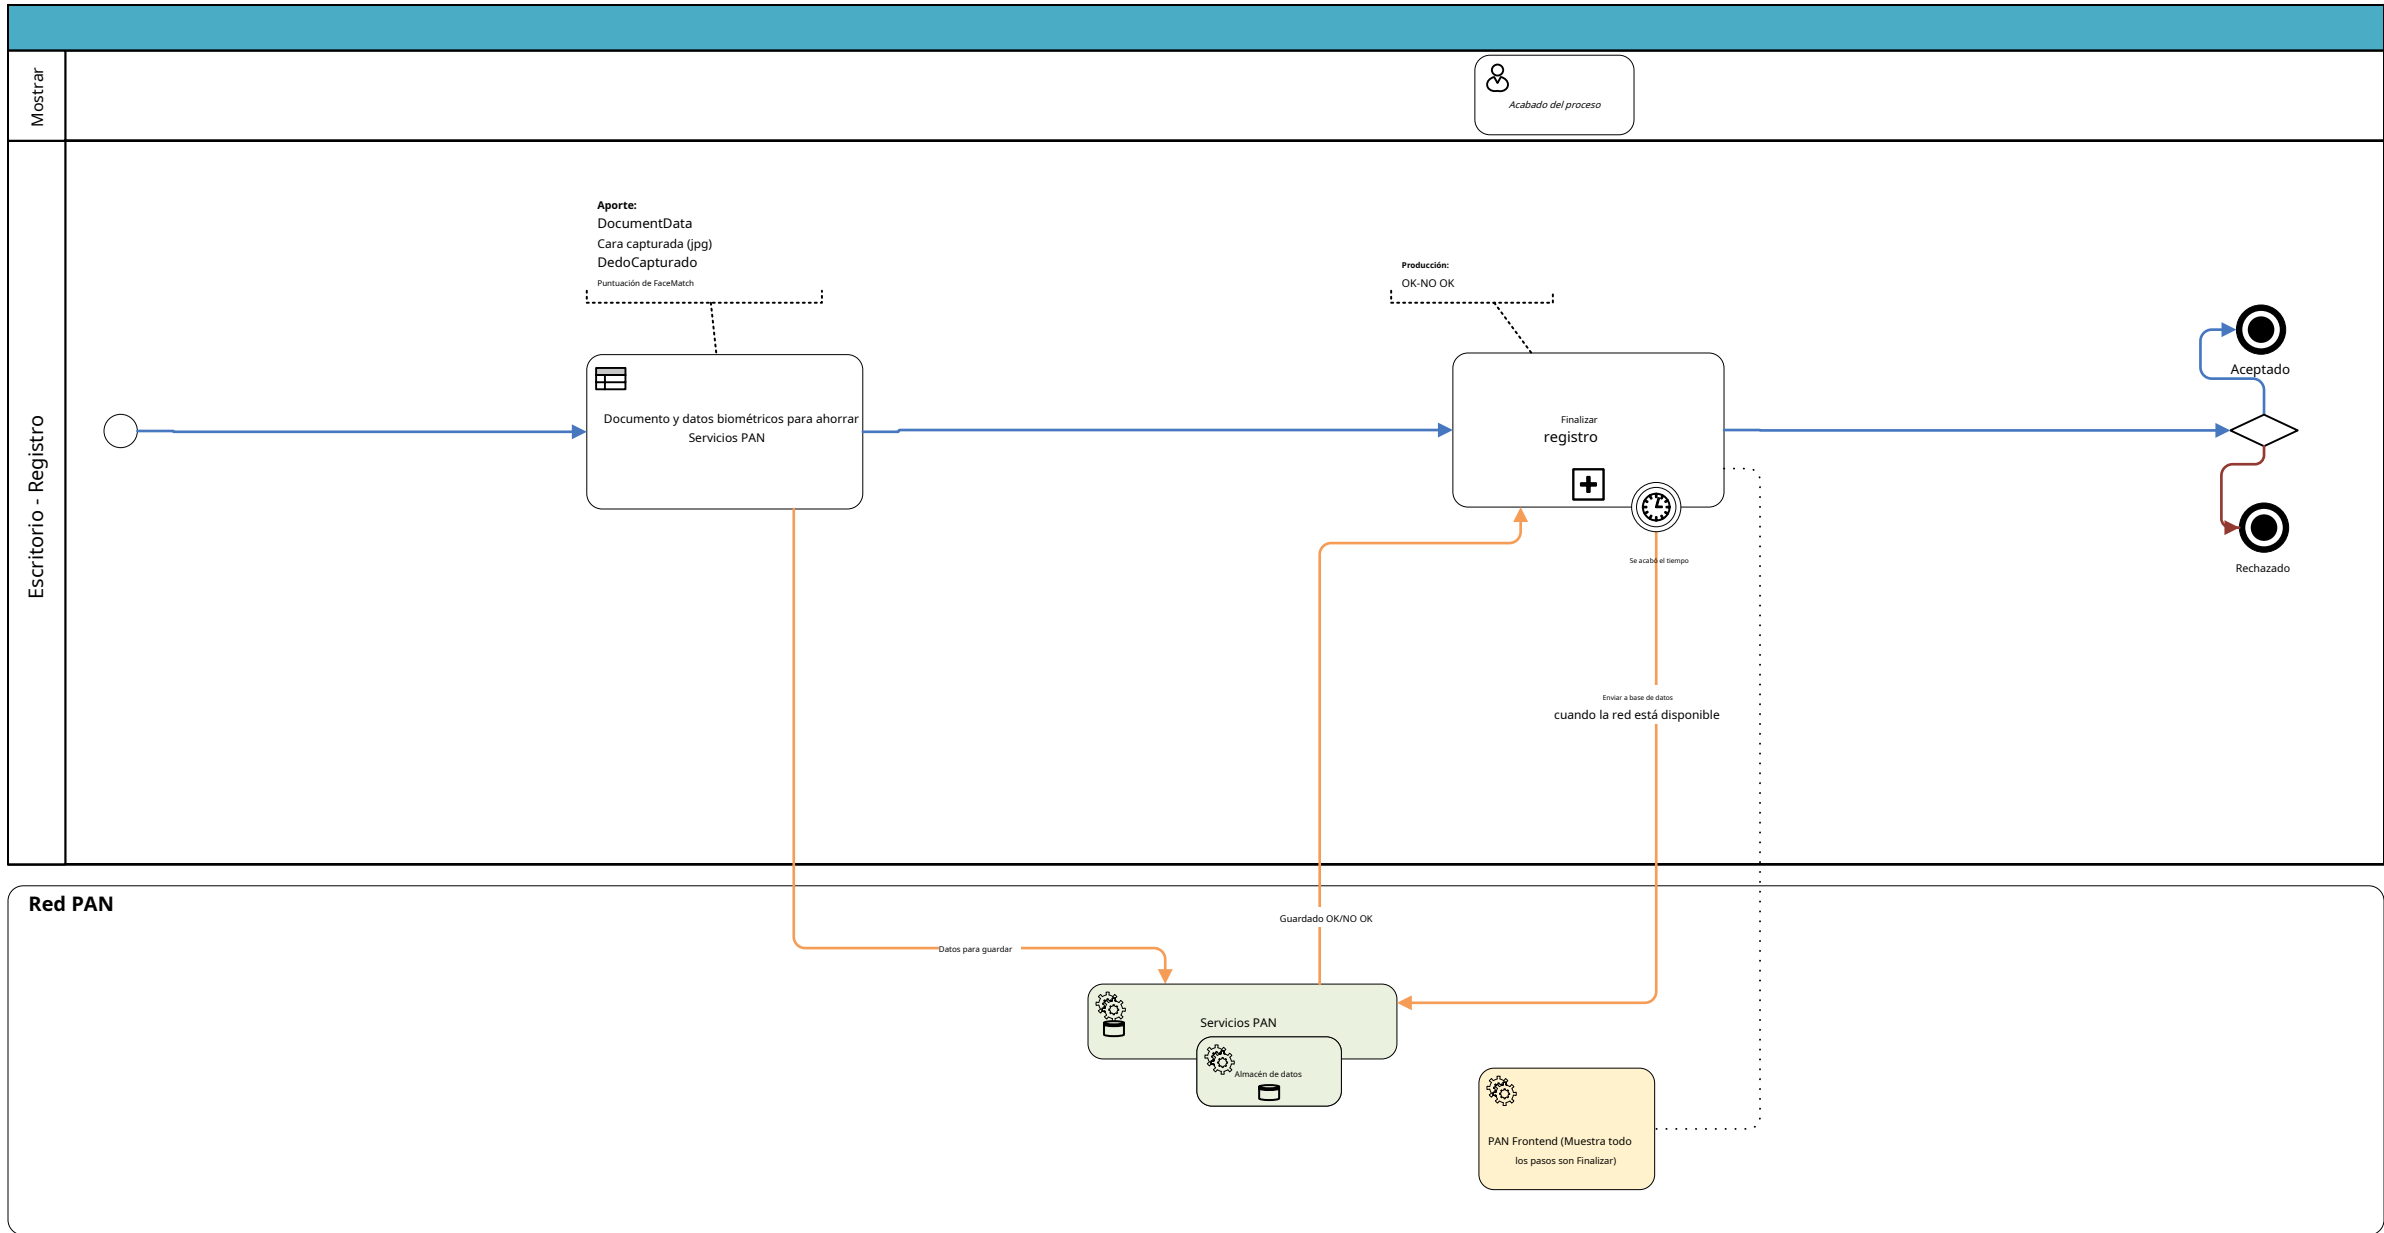 Mostrar
Acabado del proceso
Escritorio - Registro
Aporte:
DocumentData
Cara capturada (jpg)
DedoCapturado
Puntuación de FaceMatch
Producción:
OK-NO OK
Documento y datos biométricos para ahorrar
Servicios PAN
Finalizar
registro
Aceptado
Rechazado
Se acabó el tiempo
Enviar a base de datos
cuando la red está disponible
Red PAN
Guardado OK/NO OK
Datos para guardar
Servicios PAN
Almacén de datos
PAN Frontend (Muestra todo
los pasos son Finalizar)